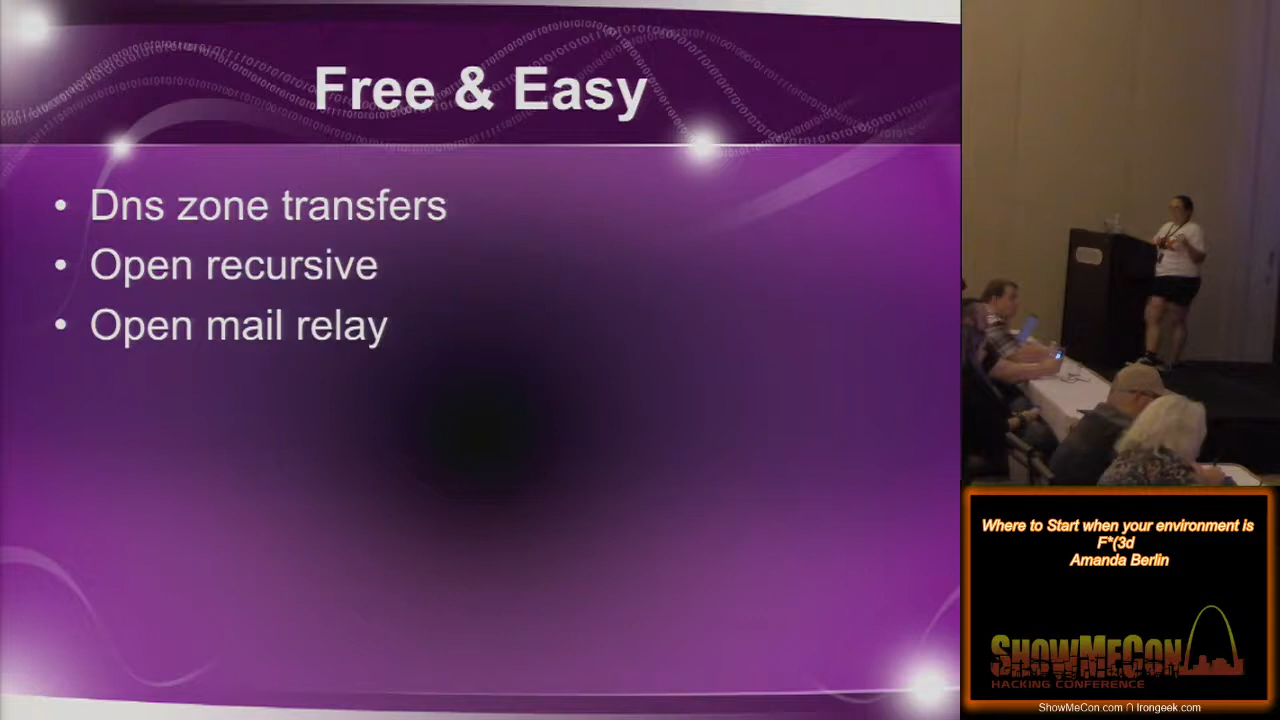 Free & Easy
• Dns zone transfers
• Open recursive
• Open mail relay
Where to Start when your environment is
F*(3d
Amanda Berlin
SHOWMECON
HACKING CONFERENCE
ShowMeCon.com ∩ Irongeek.com